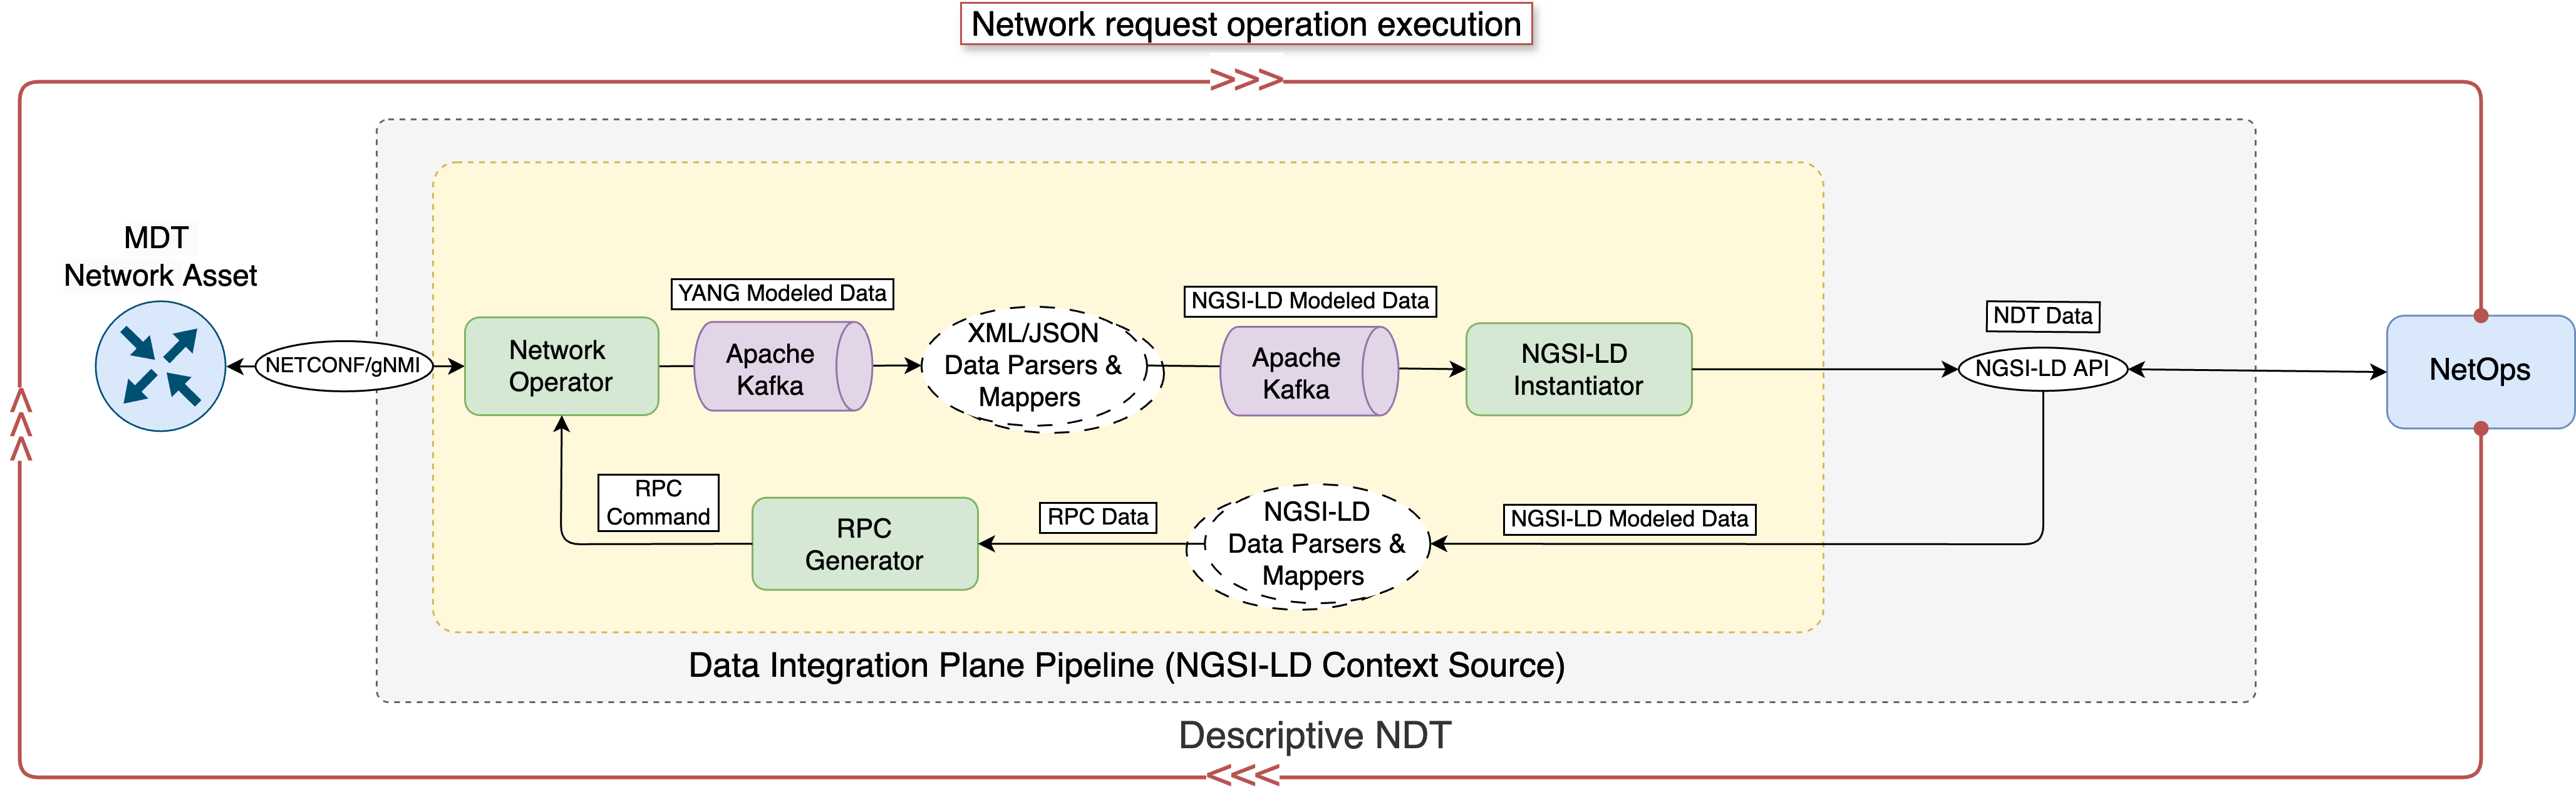 Network request operation execution
>>>
MDT
Network Asset
NETCONF/gNMI
Network
Operator
YANG Modeled Data
Apache
Kafka
XML/JSON
Data Parsers &
Mappers
NGSI-LD Modeled Data
Apache
Kafka
NGSI-LD
Instantiator
NDT Data
NGSI-LD API
NetOps
RPC
Command
RPC
Generator
RPC Data
NGSI-LD
Data Parsers &
Mappers
NGSI-LD Modeled Data
Data Integration Plane Pipeline (NGSI-LD Context Source)
Descriptive NDT
<<<